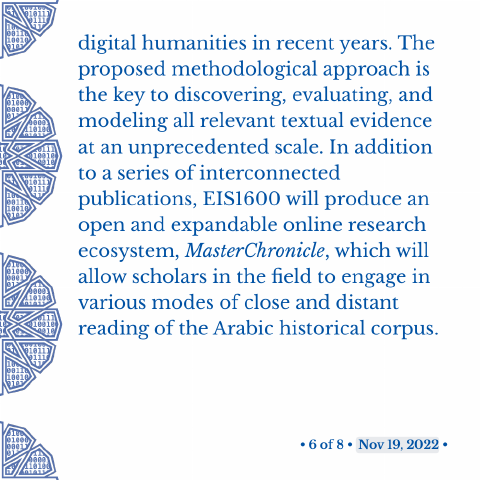 digital humanities in recent years. The
proposed methodological approach is
the key to discovering, evaluating, and
modeling all relevant textual evidence
at an unprecedented scale. In addition
to a series of interconnected
publications, EIS1600 will produce an
open and expandable online research
ecosystem, MasterChronicle, which will
allow scholars in the field to engage in
various modes of close and distant
reading of the Arabic historical corpus.
• 6 of 8 • Nov 19, 2022 •